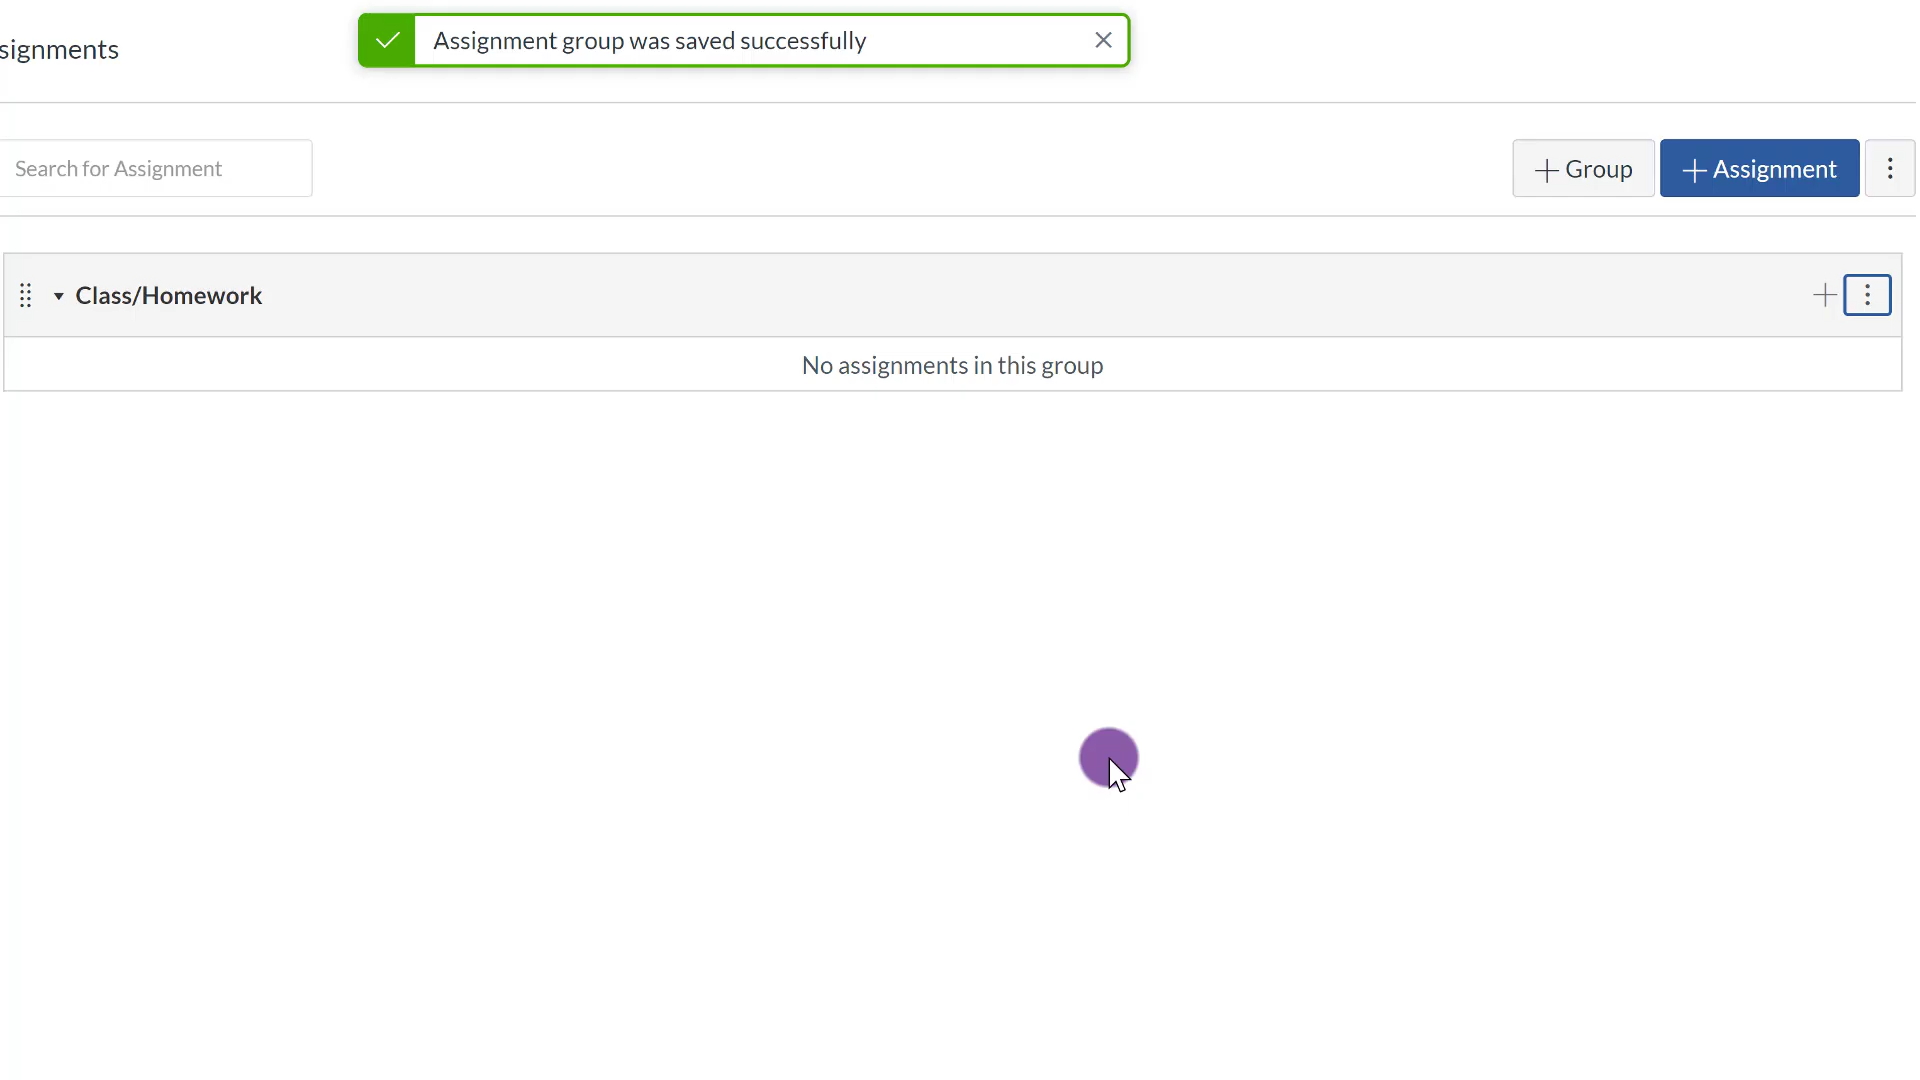 signments
Assignment group was saved successfully
Search for Assignment
Group
Assignment
Class/Homework
No assignments in this group